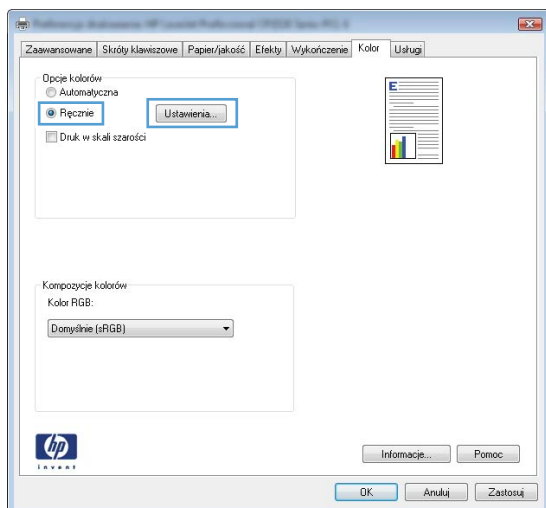 Zaawansowane Skróty klawiszowe Papier/jakość Efekty Wykończenie Kolor Usługi
Opcje kolorów
Automatyczna
Ręcznie Ustawienia...
Druk w skali szarości
E
Kompozycje kolorów
Kolor RGB:
Domyślnie (sRGB)
hp
invent
Informacje... Pomoc
OK Anuluj Zastosuj